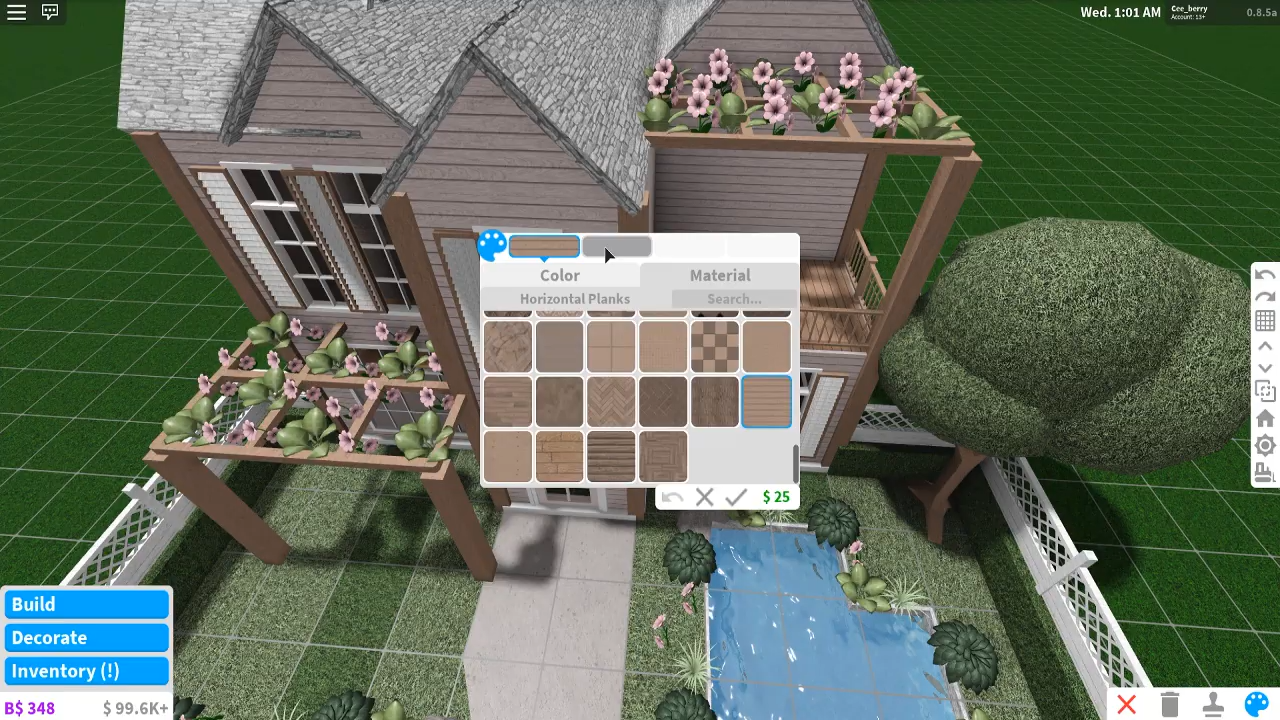 Wed. 1:01 AM
Cee_berry
Account: 13+
0.8.5a
Color
Material
Horizontal Planks
Search...
$ 25
Build
Decorate
Inventory (!)
B$ 348
$ 99.6K+